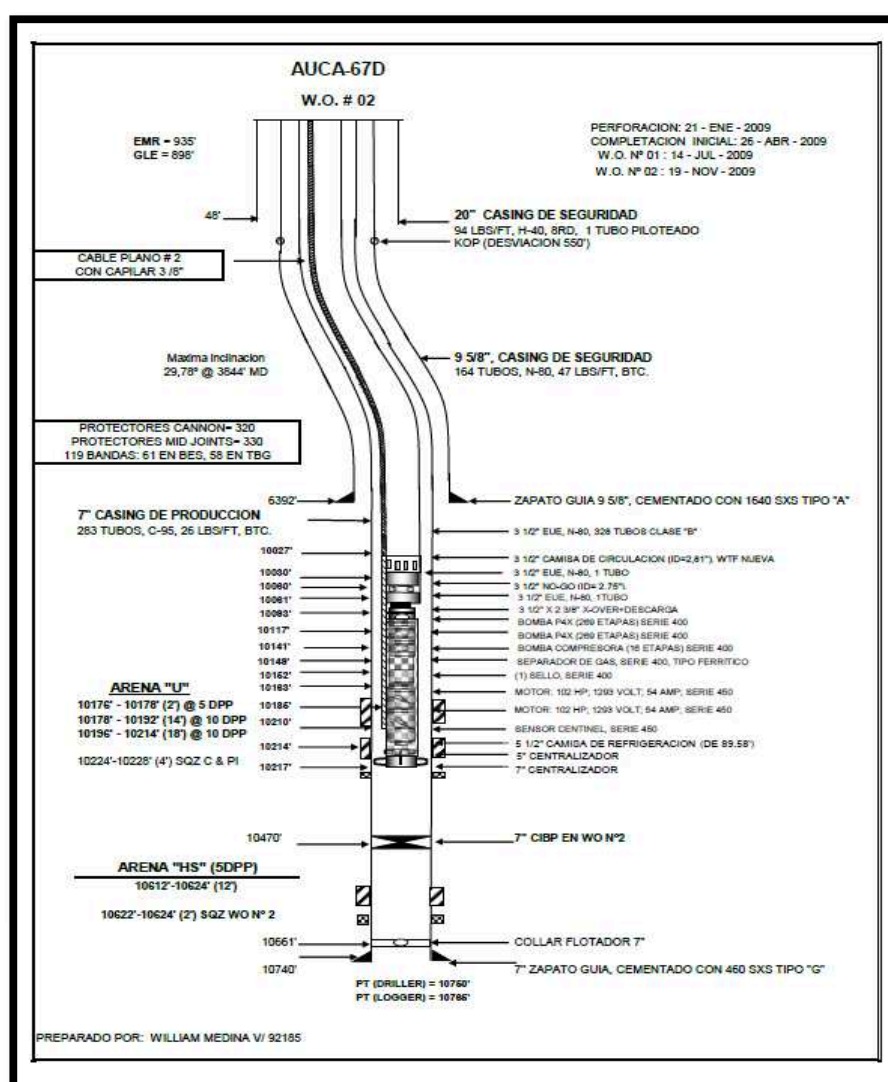 AUCA-67D
W.O. # 02
EMR = 935'
GLE = 898'
PERFORACION: 21 - ENE - 2009
COMPLETACION INICIAL: 26 - ABR - 2009
W.O. Nº 01 : 14 - JUL - 2009
W.O. Nº 02 : 19 - NOV - 2009
48'
20" CASING DE SEGURIDAD
94 LBS/FT, H-40, 8RD, 1 TUBO PILOTEADO
KOP (DESVIACION 550')
CABLE PLANO # 2
CON CAPILAR 3 /8"
Maxima Inclinacion
29,78º @ 3844' MD
9 5/8", CASING DE SEGURIDAD
164 TUBOS, N-80, 47 LBS/FT, BTC.
PROTECTORES CANNON= 320
PROTECTORES MID JOINTS= 330
119 BANDAS: 61 EN BES, 58 EN TBG
6392'
ZAPATO GUIA 9 5/8", CEMENTADO CON 1640 SXS TIPO "A"
7" CASING DE PRODUCCION
283 TUBOS, C-95, 26 LBS/FT, BTC.
3 1/2" EUE, N-80, 328 TUBOS CLASE "B"
10027'
3 1/2" CAMISA DE CIRCULACION (ID=2,81"). WTF NUEVA
10030'
3 1/2" EUE, N-80, 1 TUBO
10060'
3 1/2" NO-GO (ID= 2.75").
10061'
3 1/2" EUE, N-80, 1TUBO
10093'
3 1/2" X 2 3/8" X-OVER+DESCARGA
BOMBA P4X (269 ETAPAS) SERIE 400
10117'
BOMBA P4X (269 ETAPAS) SERIE 400
10141'
BOMBA COMPRESORA (16 ETAPAS) SERIE 400
10148'
SEPARADOR DE GAS, SERIE 400, TIPO FERRITICO
10152'
(1) SELLO, SERIE 400
10163'
MOTOR: 102 HP; 1293 VOLT; 54 AMP; SERIE 450
ARENA "U"
10176' - 10178' (2') @ 5 DPP
10178' - 10192' (14') @ 10 DPP
10196' - 10214' (18') @ 10 DPP
10224'-10228' (4') SQZ C & PI
10186'
MOTOR: 102 HP; 1293 VOLT; 54 AMP; SERIE 450
10210'
SENSOR CENTINEL, SERIE 450
10214'
5 1/2" CAMISA DE REFRIGERACION (DE 89.58')
5" CENTRALIZADOR
10217'
7" CENTRALIZADOR
10470'
7" CIBP EN WO Nº2
ARENA "HS" (5DPP)
10612'-10624' (12')
10622'-10624' (2') SQZ WO Nº 2
10661'
COLLAR FLOTADOR 7"
10740'
7" ZAPATO GUIA, CEMENTADO CON 460 SXS TIPO "G"
PT (DRILLER) = 10750'
PT (LOGGER) = 10765'
PREPARADO POR: WILLIAM MEDINA V/ 92185